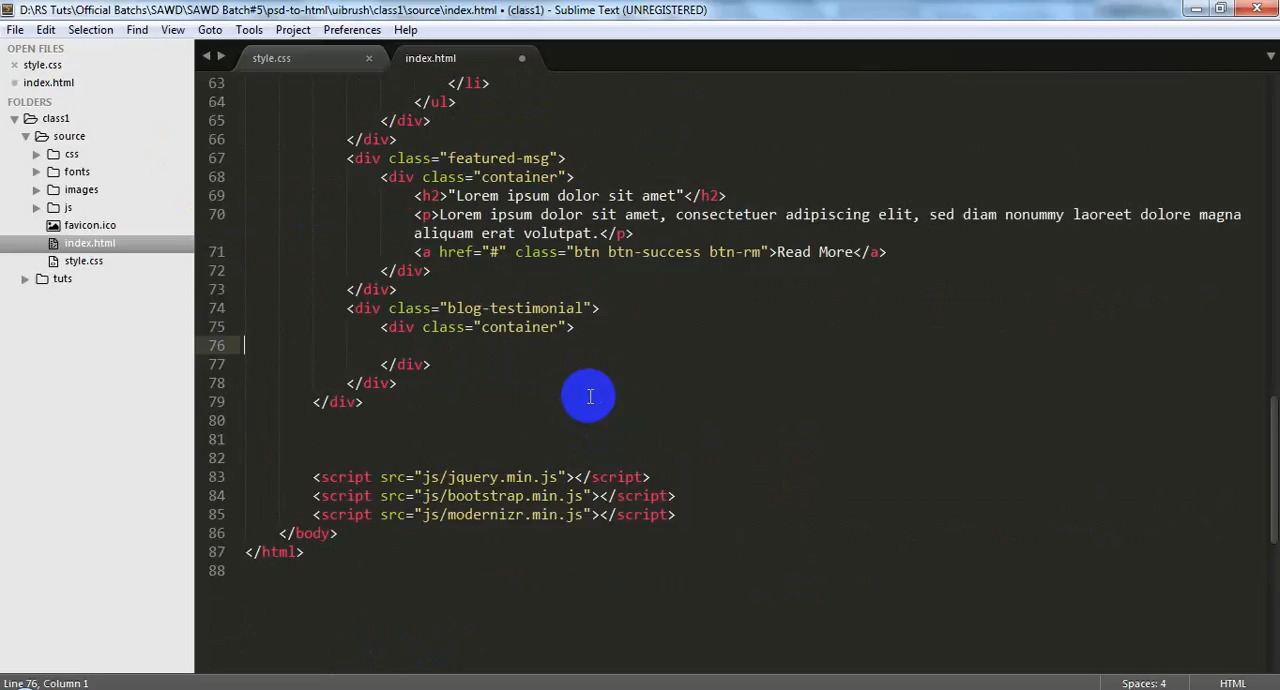 D:\RS Tuts\Official Batchs\SAWD\SAWD Batch#5\psd-to-html\uibrush\class1\source\index.html • (class1) - Sublime Text (UNREGISTERED)
File Edit Selection Find View Goto Tools Project Preferences Help
OPEN FILES
style.css
index.html
FOLDERS
class1
source
css
fonts
images
js
favicon.ico
index.html
style.css
tuts
style.css
index.html
63 </li>
64 </ul>
65 </div>
66 </div>
67 <div class="featured-msg">
68 <div class="container">
69 <h2>"Lorem ipsum dolor sit amet"</h2>
70 <p>Lorem ipsum dolor sit amet, consectetuer adipiscing elit, sed diam nonummy laoreet dolore magna
aliquam erat volutpat.</p>
71 <a href="#" class="btn btn-success btn-rm">Read More</a>
72 </div>
73 </div>
74 <div class="blog-testimonial">
75 <div class="container">
76
77 </div>
78 </div>
79 </div>
80
81
82
83 <script src="js/jquery.min.js"></script>
84 <script src="js/bootstrap.min.js"></script>
85 <script src="js/modernizr.min.js"></script>
86 </body>
87 </html>
88
Line 76, Column 1
Spaces: 4
HTML